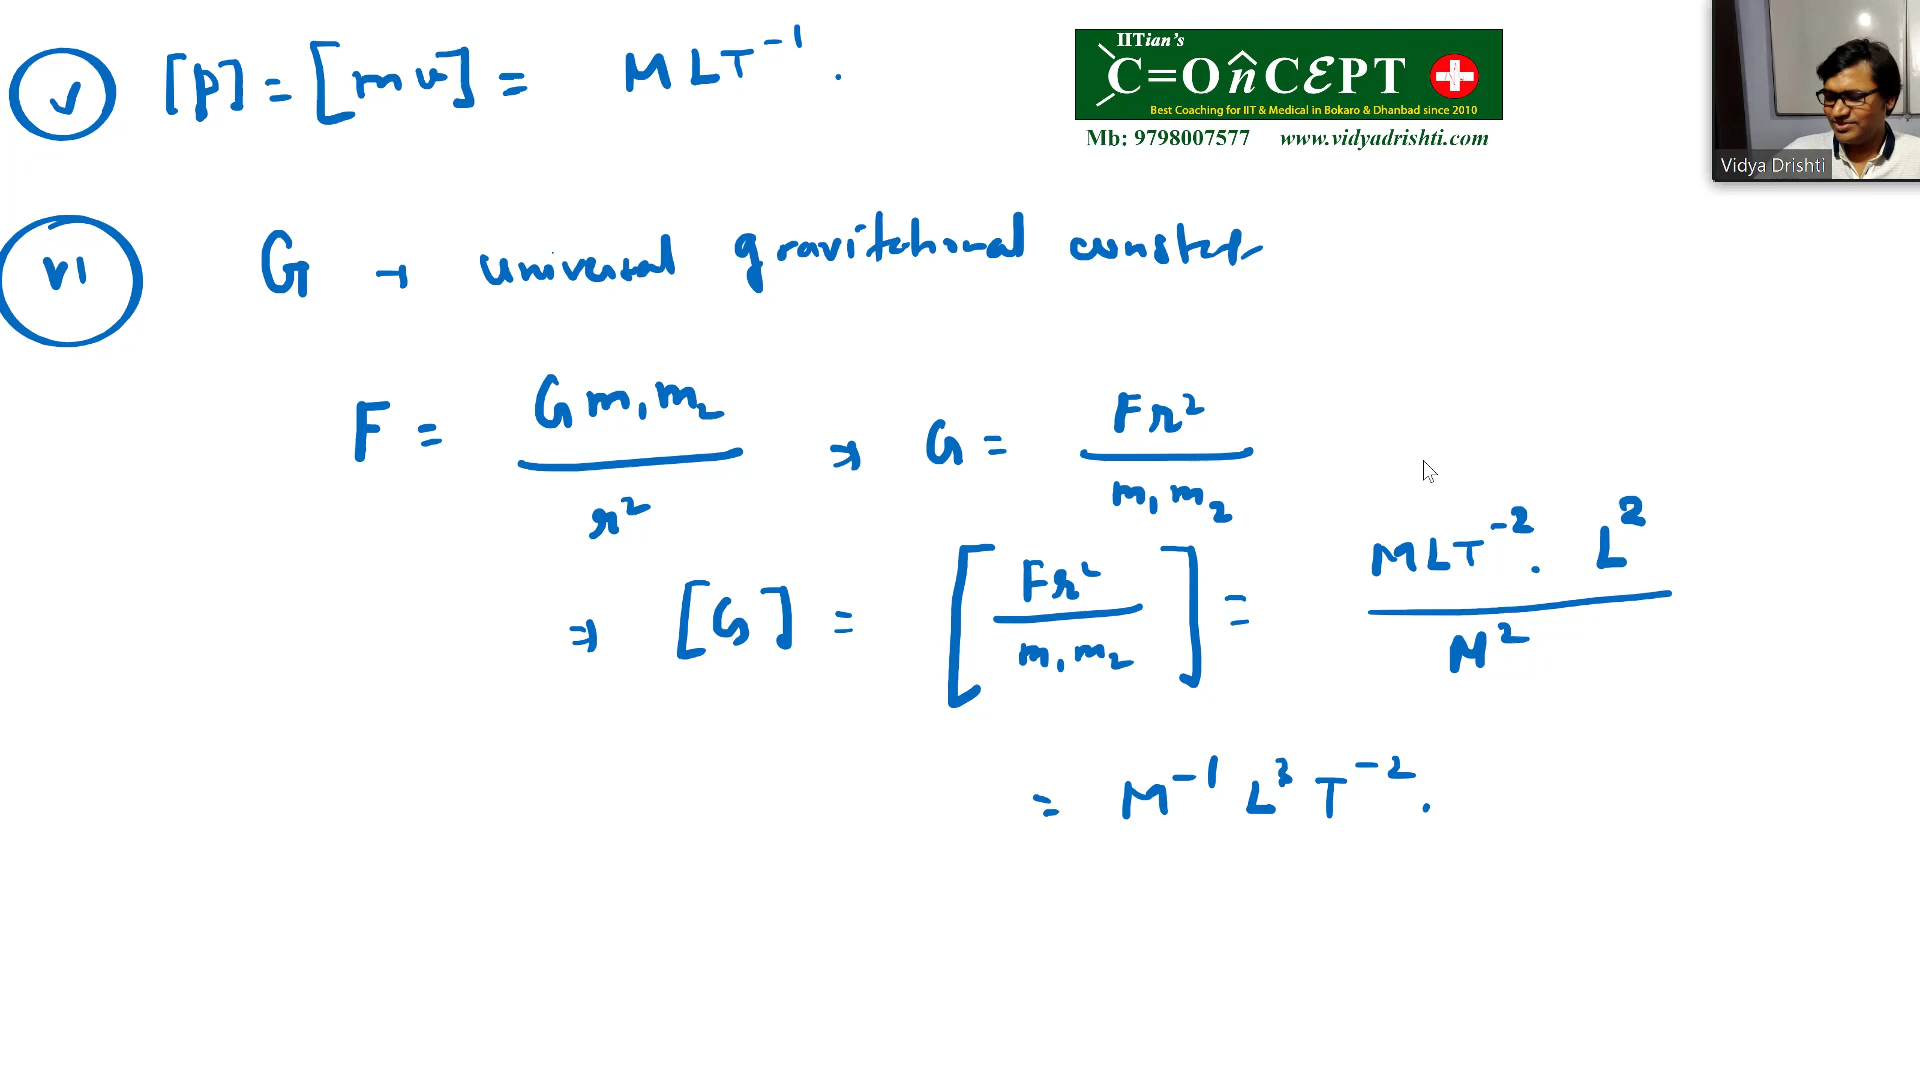 v [p] = [mv] = MLT⁻¹.
IITian's
C=OnCEPT
Best Coaching for IIT & Medical in Bokaro & Dhanbad since 2010
Mb: 9798007577 www.vidyadrishti.com
Vidya Drishti
vi G → universal gravitational
F = Gm₁m₂ / r² ⇒ G = Fr² / m₁m₂
⇒ [G] = [Fr² / m₁m₂] = MLT⁻². L² / M²
= M⁻¹ L³ T⁻².